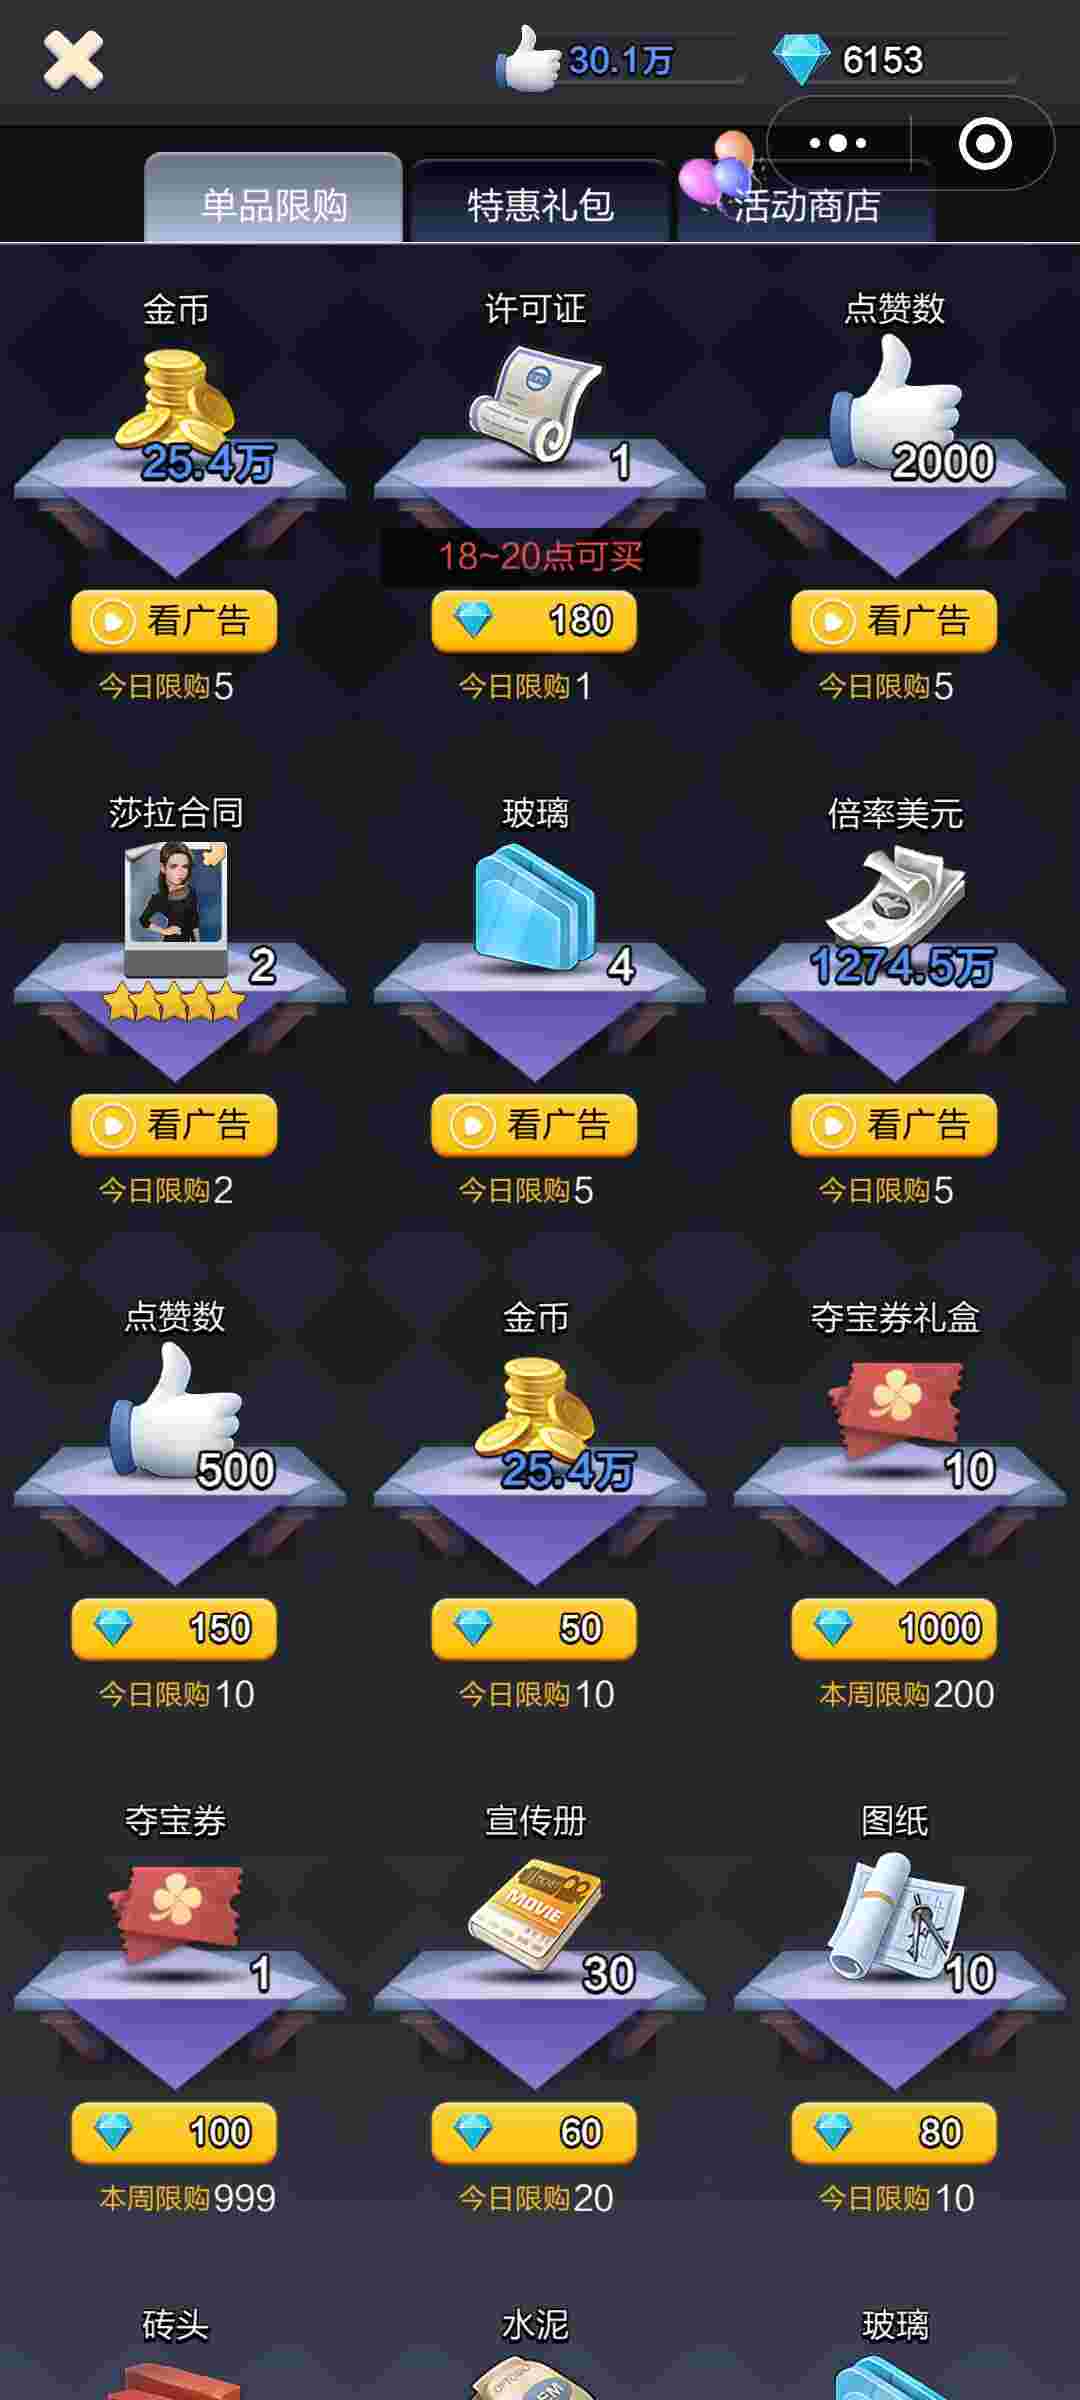 30.1万
6153
单品限购
特惠礼包
活动商店
金币
许可证
点赞数
25.4万
1
2000
18~20点可买
看广告
180
看广告
今日限购5
今日限购1
今日限购5
莎拉合同
玻璃
倍率美元
2
4
1274.5万
看广告
看广告
看广告
今日限购2
今日限购5
今日限购5
点赞数
金币
夺宝券礼盒
500
25.4万
10
150
50
1000
今日限购10
今日限购10
本周限购200
夺宝券
宣传册
图纸
MOVIE
1
30
10
100
60
80
本周限购999
今日限购20
今日限购10
砖头
水泥
玻璃